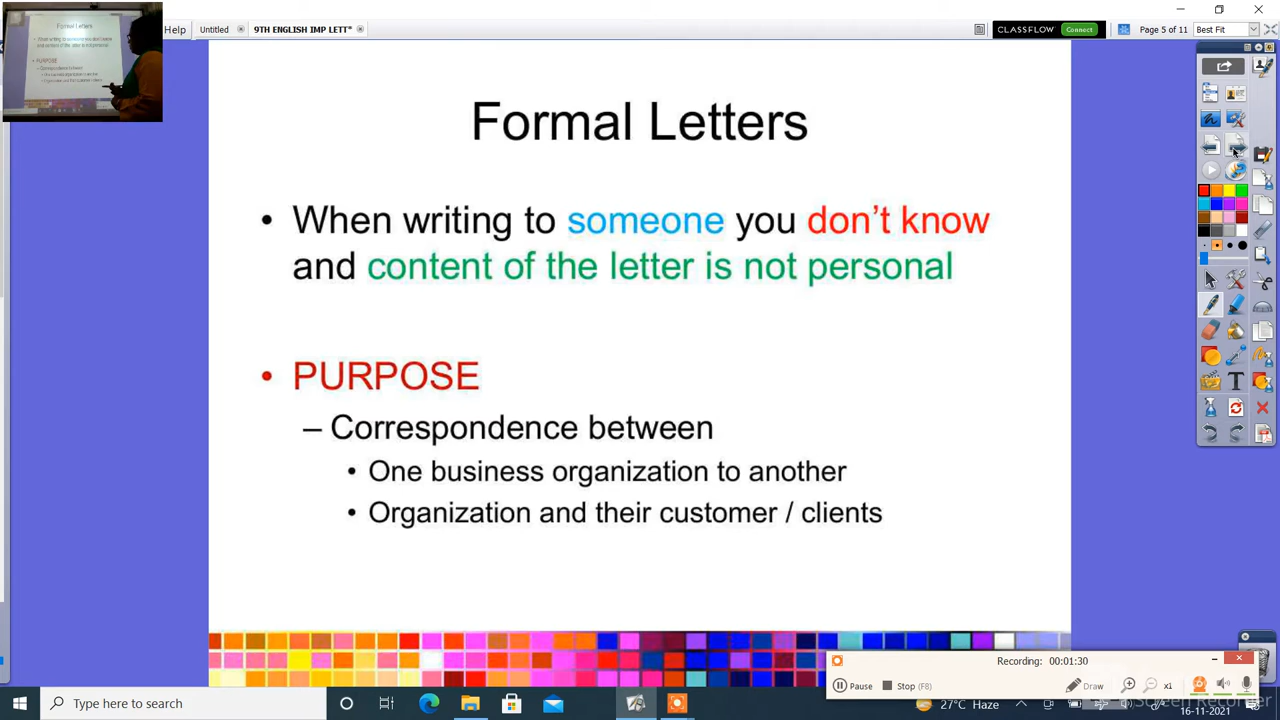 Help
Untitled
9TH ENGLISH IMP LETT*
CLASSFLOW
Connect
Page 5 of 11
Best Fit
Formal Letters
• When writing to someone you don't know
and content of the letter is not personal
• PURPOSE
– Correspondence between
• One business organization to another
• Organization and their customer / clients
Recording: 00:01:30
Pause
Stop (F8)
Draw
x1
Type here to search
27°C Haze
16-11-2021